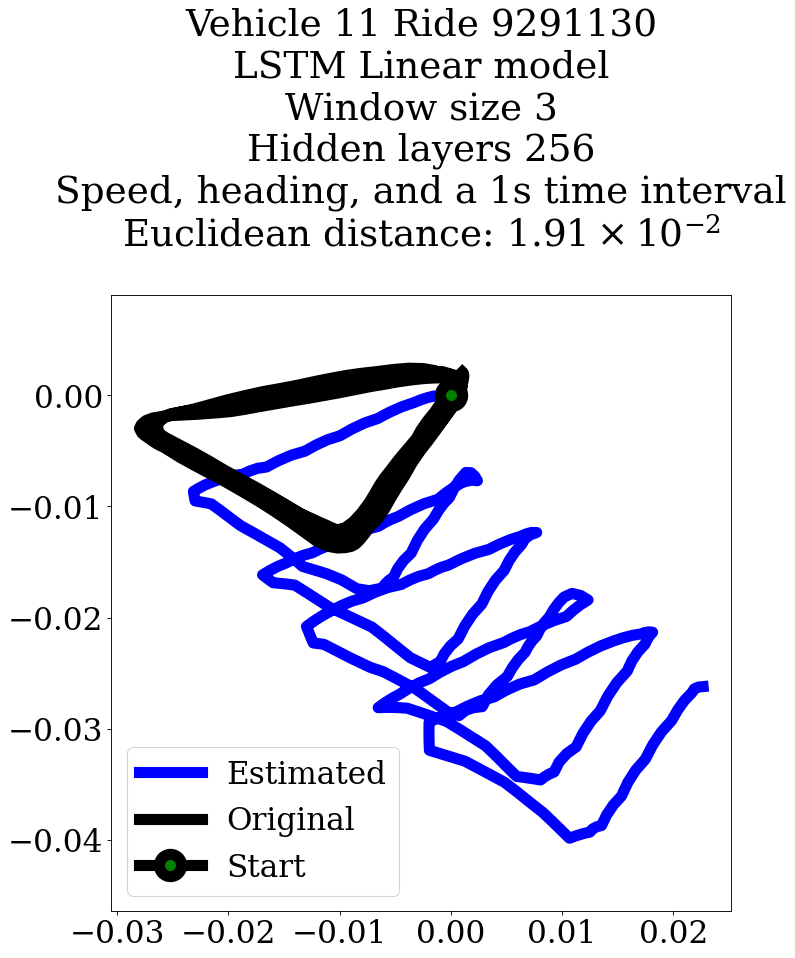 Vehicle 11 Ride 9291130
LSTM Linear model
Window size 3
Hidden layers 256
Speed, heading, and a 1s time interval
Euclidean distance: 1.91 × 10⁻²
0.00
−0.01
−0.02
−0.03
−0.04
Estimated
Original
Start
−0.03 −0.02 −0.01 0.00 0.01 0.02